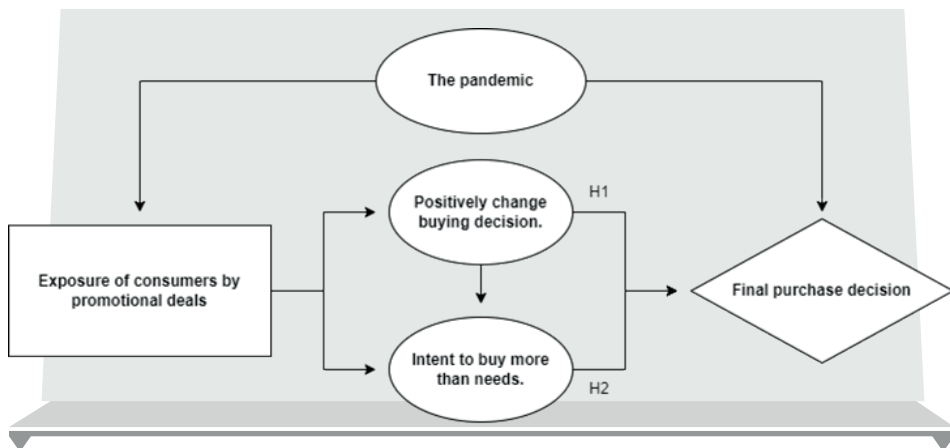 The pandemic
Positively change
buying decision.
H1
Exposure of consumers by
promotional deals
Final purchase decision
Intent to buy more
than needs.
H2